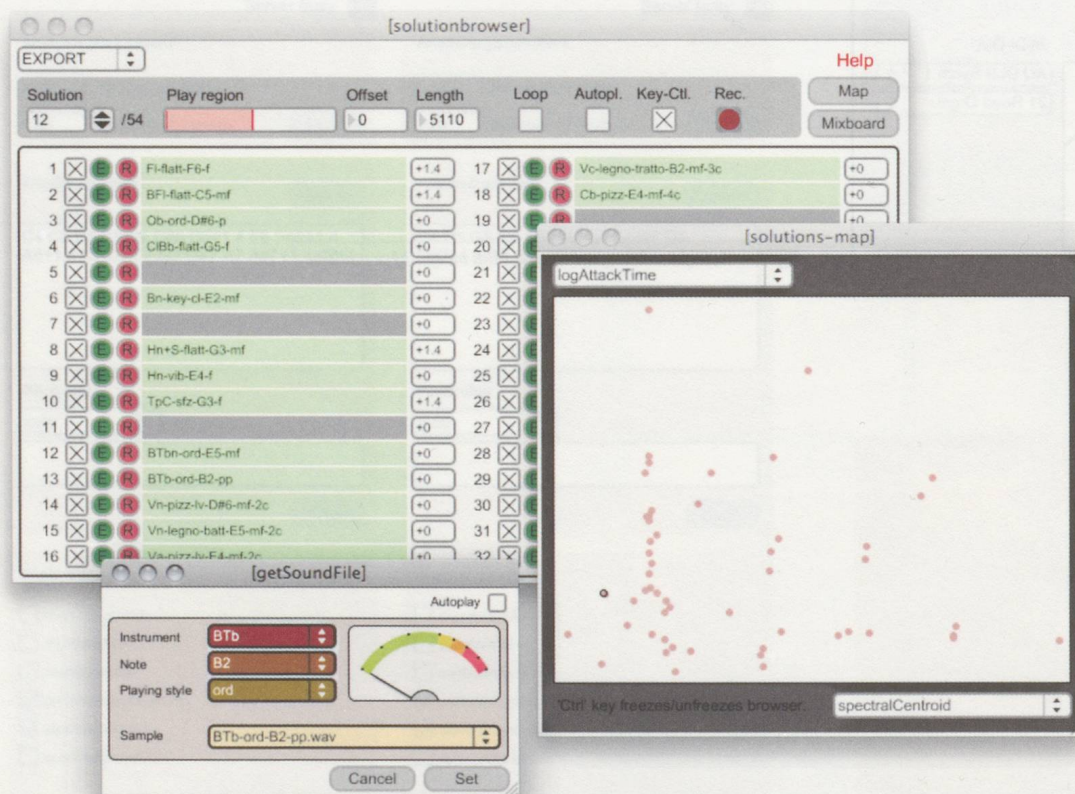 [solutionbrowser]
EXPORT
Help
Solution Play region Offset Length Loop Autopl. Key-Ctl. Rec. Map
12 /54 0 5110 Mixboard
1 E R Fl-flatt-F6-f +1.4
2 E R BFl-flatt-C5-mf +1.4
3 E R Ob-ord-D#6-p +0
4 E R ClBb-flatt-G5-f +0
5 E R +0
6 E R Bn-key-cl-E2-mf +0
7 E R +0
8 E R Hn+S-flatt-G3-mf +1.4
9 E R Hn-vib-E4-f +0
10 E R TpC-sfz-G3-f +1.4
11 E R +0
12 E R BTbn-ord-E5-mf +0
13 E R BTb-ord-B2-pp +0
14 E R Vn-pizz-lv-D#6-mf-2c +0
15 E R Vn-legno-batt-E5-mf-2c +0
16 E R Va-pizz-lv-E4-mf-2c +0
17 E R Vc-legno-tratto-B2-mf-3c +0
18 E R Cb-pizz-E4-mf-4c +0
19 E R +0
20 E
21 E
22 E
23 E
24 E
25 E
26 E
27 E
28 E
29 E
30 E
31 E
32 E
[solutions-map]
logAttackTime
'Ctrl' key freezes/unfreezes browser.
spectralCentroid
[getSoundFile]
Autoplay
Instrument BTb
Note B2
Playing style ord
Sample BTb-ord-B2-pp.wav
Cancel Set